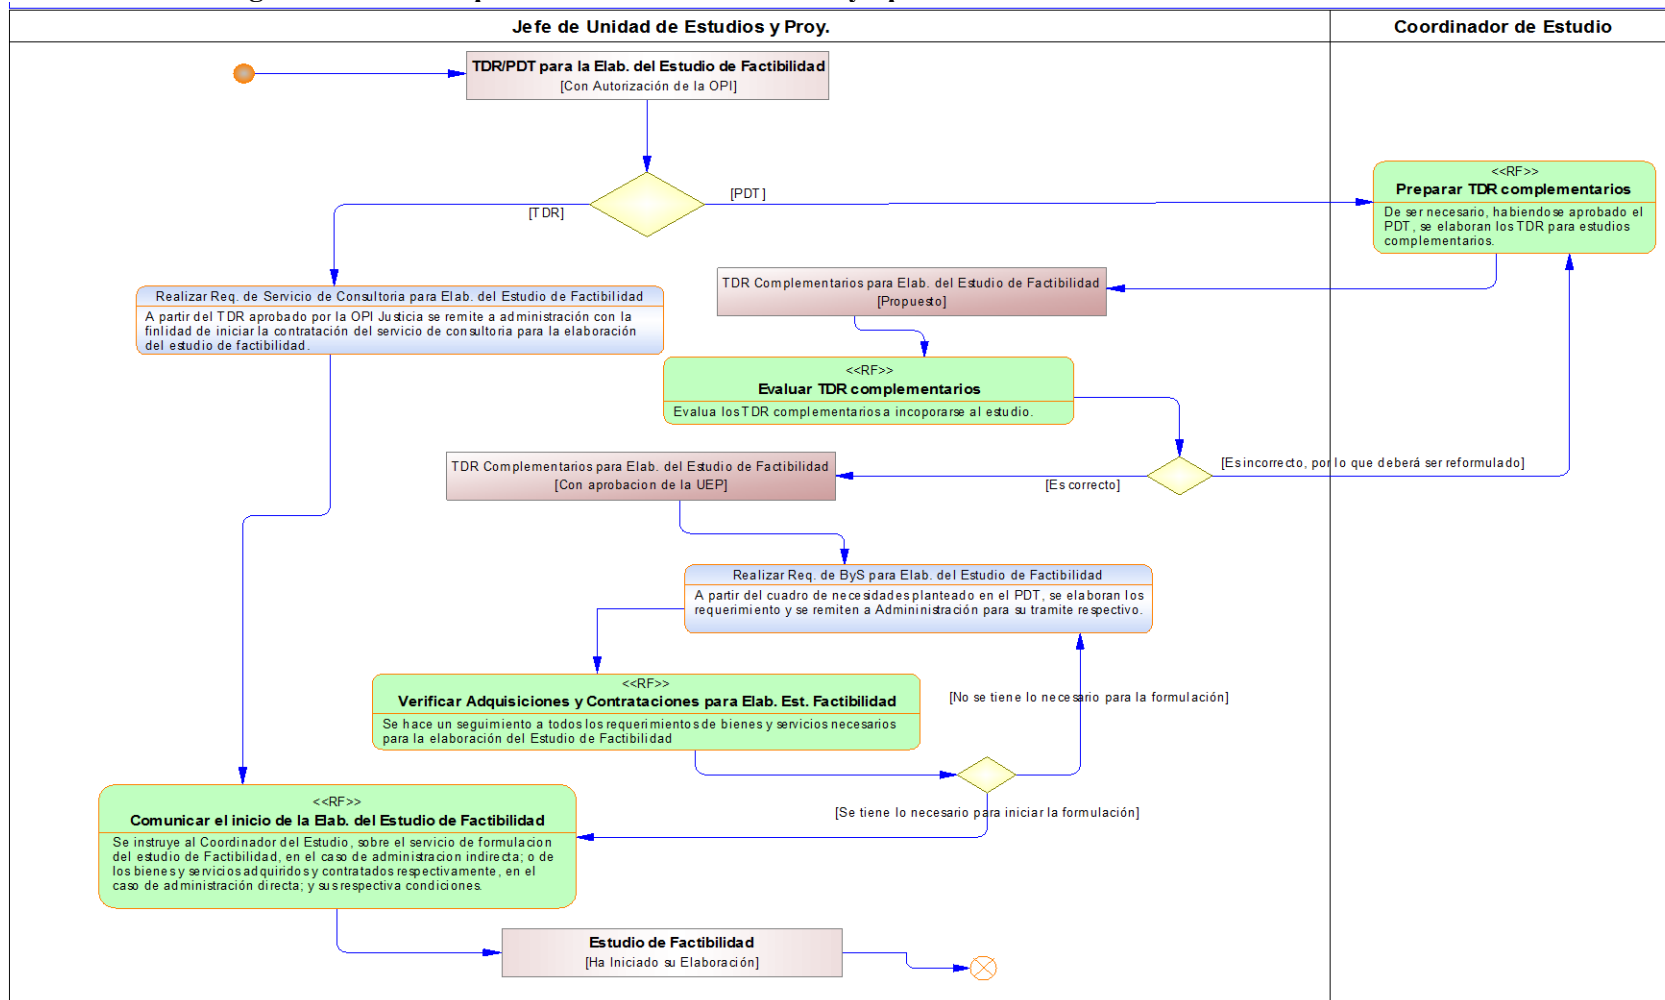 Jefe de Unidad de Estudios y Proy.
Coordinador de Estudio
TDR/PDT para la Elab. del Estudio de Factibilidad
[Con Autorización de la OPI]
<<RF>>
Preparar TDR complementarios
De ser necesario, habiendose aprobado el
PDT, se elaboran los TDR para estudios
complementarios.
[PDT]
[TDR]
TDR Complementarios para Elab. del Estudio de Factibilidad
[Propuesto]
Realizar Req. de Servicio de Consultoria para Elab. del Estudio de Factibilidad
A partir del TDR aprobado por la OPI Justicia se remite a administración con la
finlidad de iniciar la contratación del servicio de consultoria para la elaboración
del estudio de factibilidad.
<<RF>>
Evaluar TDR complementarios
Evalua los TDR complementarios a incoporarse al estudio.
TDR Complementarios para Elab. del Estudio de Factibilidad
[Con aprobacion de la UEP]
[Es correcto]
[Es incorrecto, por lo que deberá ser reformulado]
Realizar Req. de ByS para Elab. del Estudio de Factibilidad
A partir del cuadro de necesidades planteado en el PDT, se elaboran los
requerimiento y se remiten a Admininistración para su tramite respectivo.
<<RF>>
Verificar Adquisiciones y Contrataciones para Elab. Est. Factibilidad
Se hace un seguimiento a todos los requerimientos de bienes y servicios necesarios
para la elaboración del Estudio de Factibilidad
[No se tiene lo necesario para la formulación]
[Se tiene lo necesario para iniciar la formulación]
<<RF>>
Comunicar el inicio de la Elab. del Estudio de Factibilidad
Se instruye al Coordinador del Estudio, sobre el servicio de formulacion
del estudio de Factibilidad, en el caso de administracion indirecta; o de
los bienes y servicios adquiridos y contratados respectivamente, en el
caso de administración directa; y sus respectiva condiciones.
Estudio de Factibilidad
[Ha Iniciado su Elaboración]